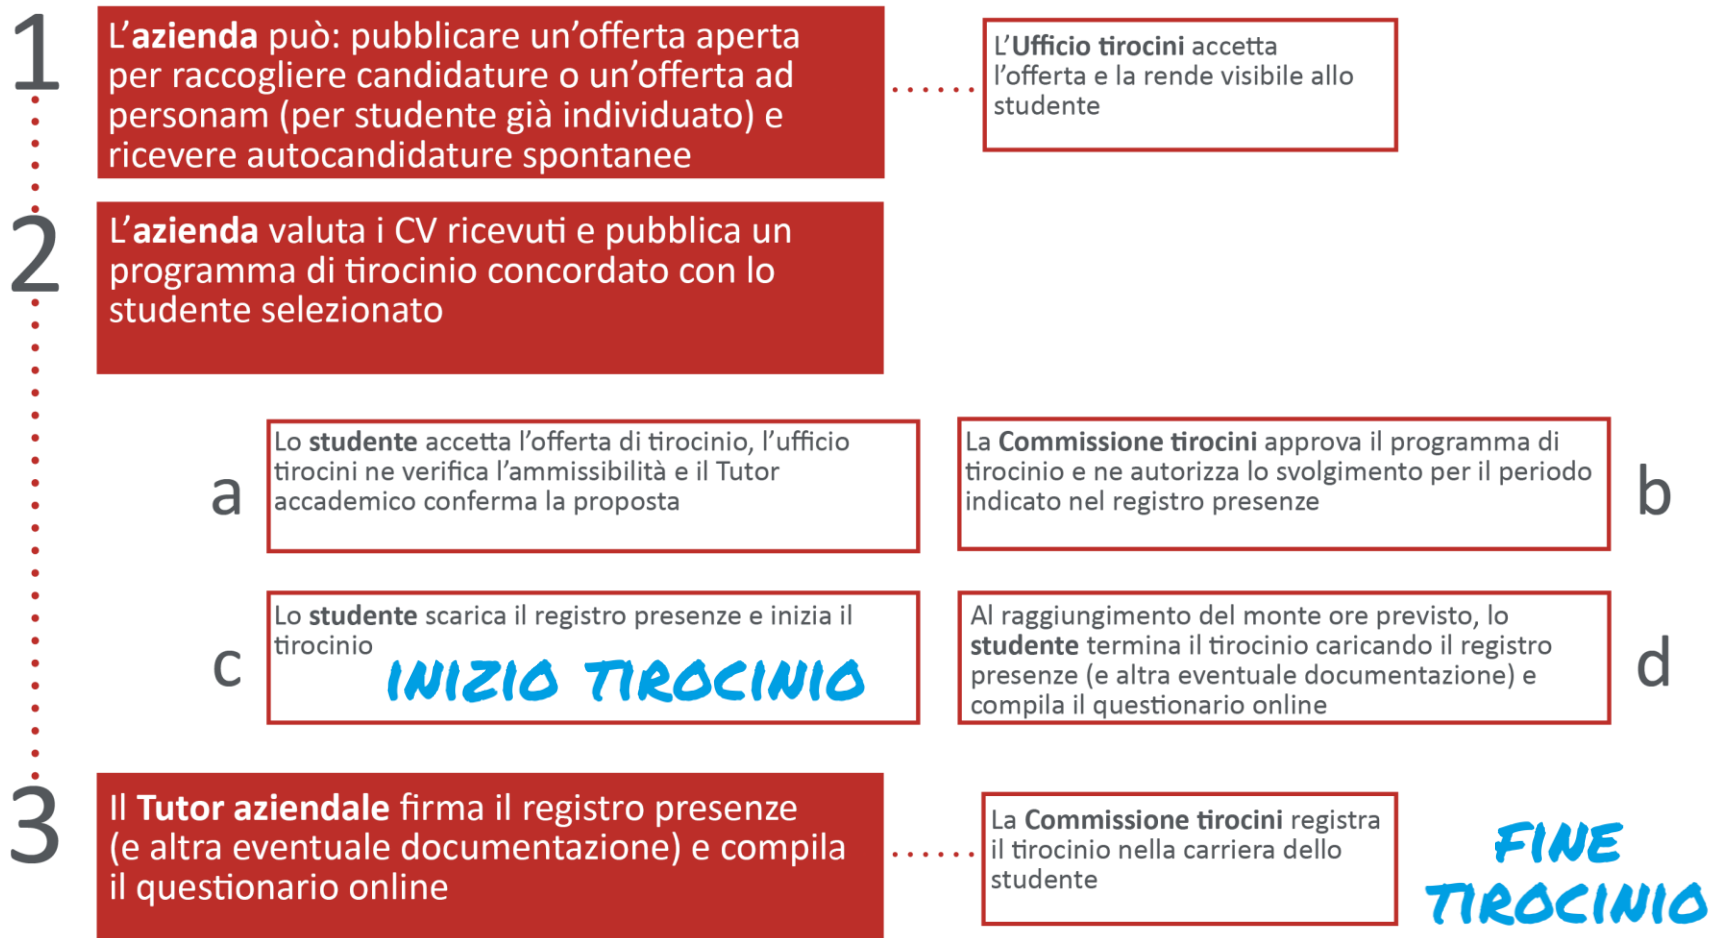 1
L’azienda può: pubblicare un’offerta aperta
per raccogliere candidature o un’offerta ad
personam (per studente già individuato) e
ricevere autocandidature spontanee
L’Ufficio tirocini accetta
l’offerta e la rende visibile allo
studente
2
L’azienda valuta i CV ricevuti e pubblica un
programma di tirocinio concordato con lo
studente selezionato
a
Lo studente accetta l’offerta di tirocinio, l’ufficio
tirocini ne verifica l’ammissibilità e il Tutor
accademico conferma la proposta
La Commissione tirocini approva il programma di
tirocinio e ne autorizza lo svolgimento per il periodo
indicato nel registro presenze
b
c
Lo studente scarica il registro presenze e inizia il
tirocinio
INIZIO TIROCINIO
Al raggiungimento del monte ore previsto, lo
studente termina il tirocinio caricando il registro
presenze (e altra eventuale documentazione) e
compila il questionario online
d
3
Il Tutor aziendale firma il registro presenze
(e altra eventuale documentazione) e compila
il questionario online
La Commissione tirocini registra
il tirocinio nella carriera dello
studente
FINE
TIROCINIO